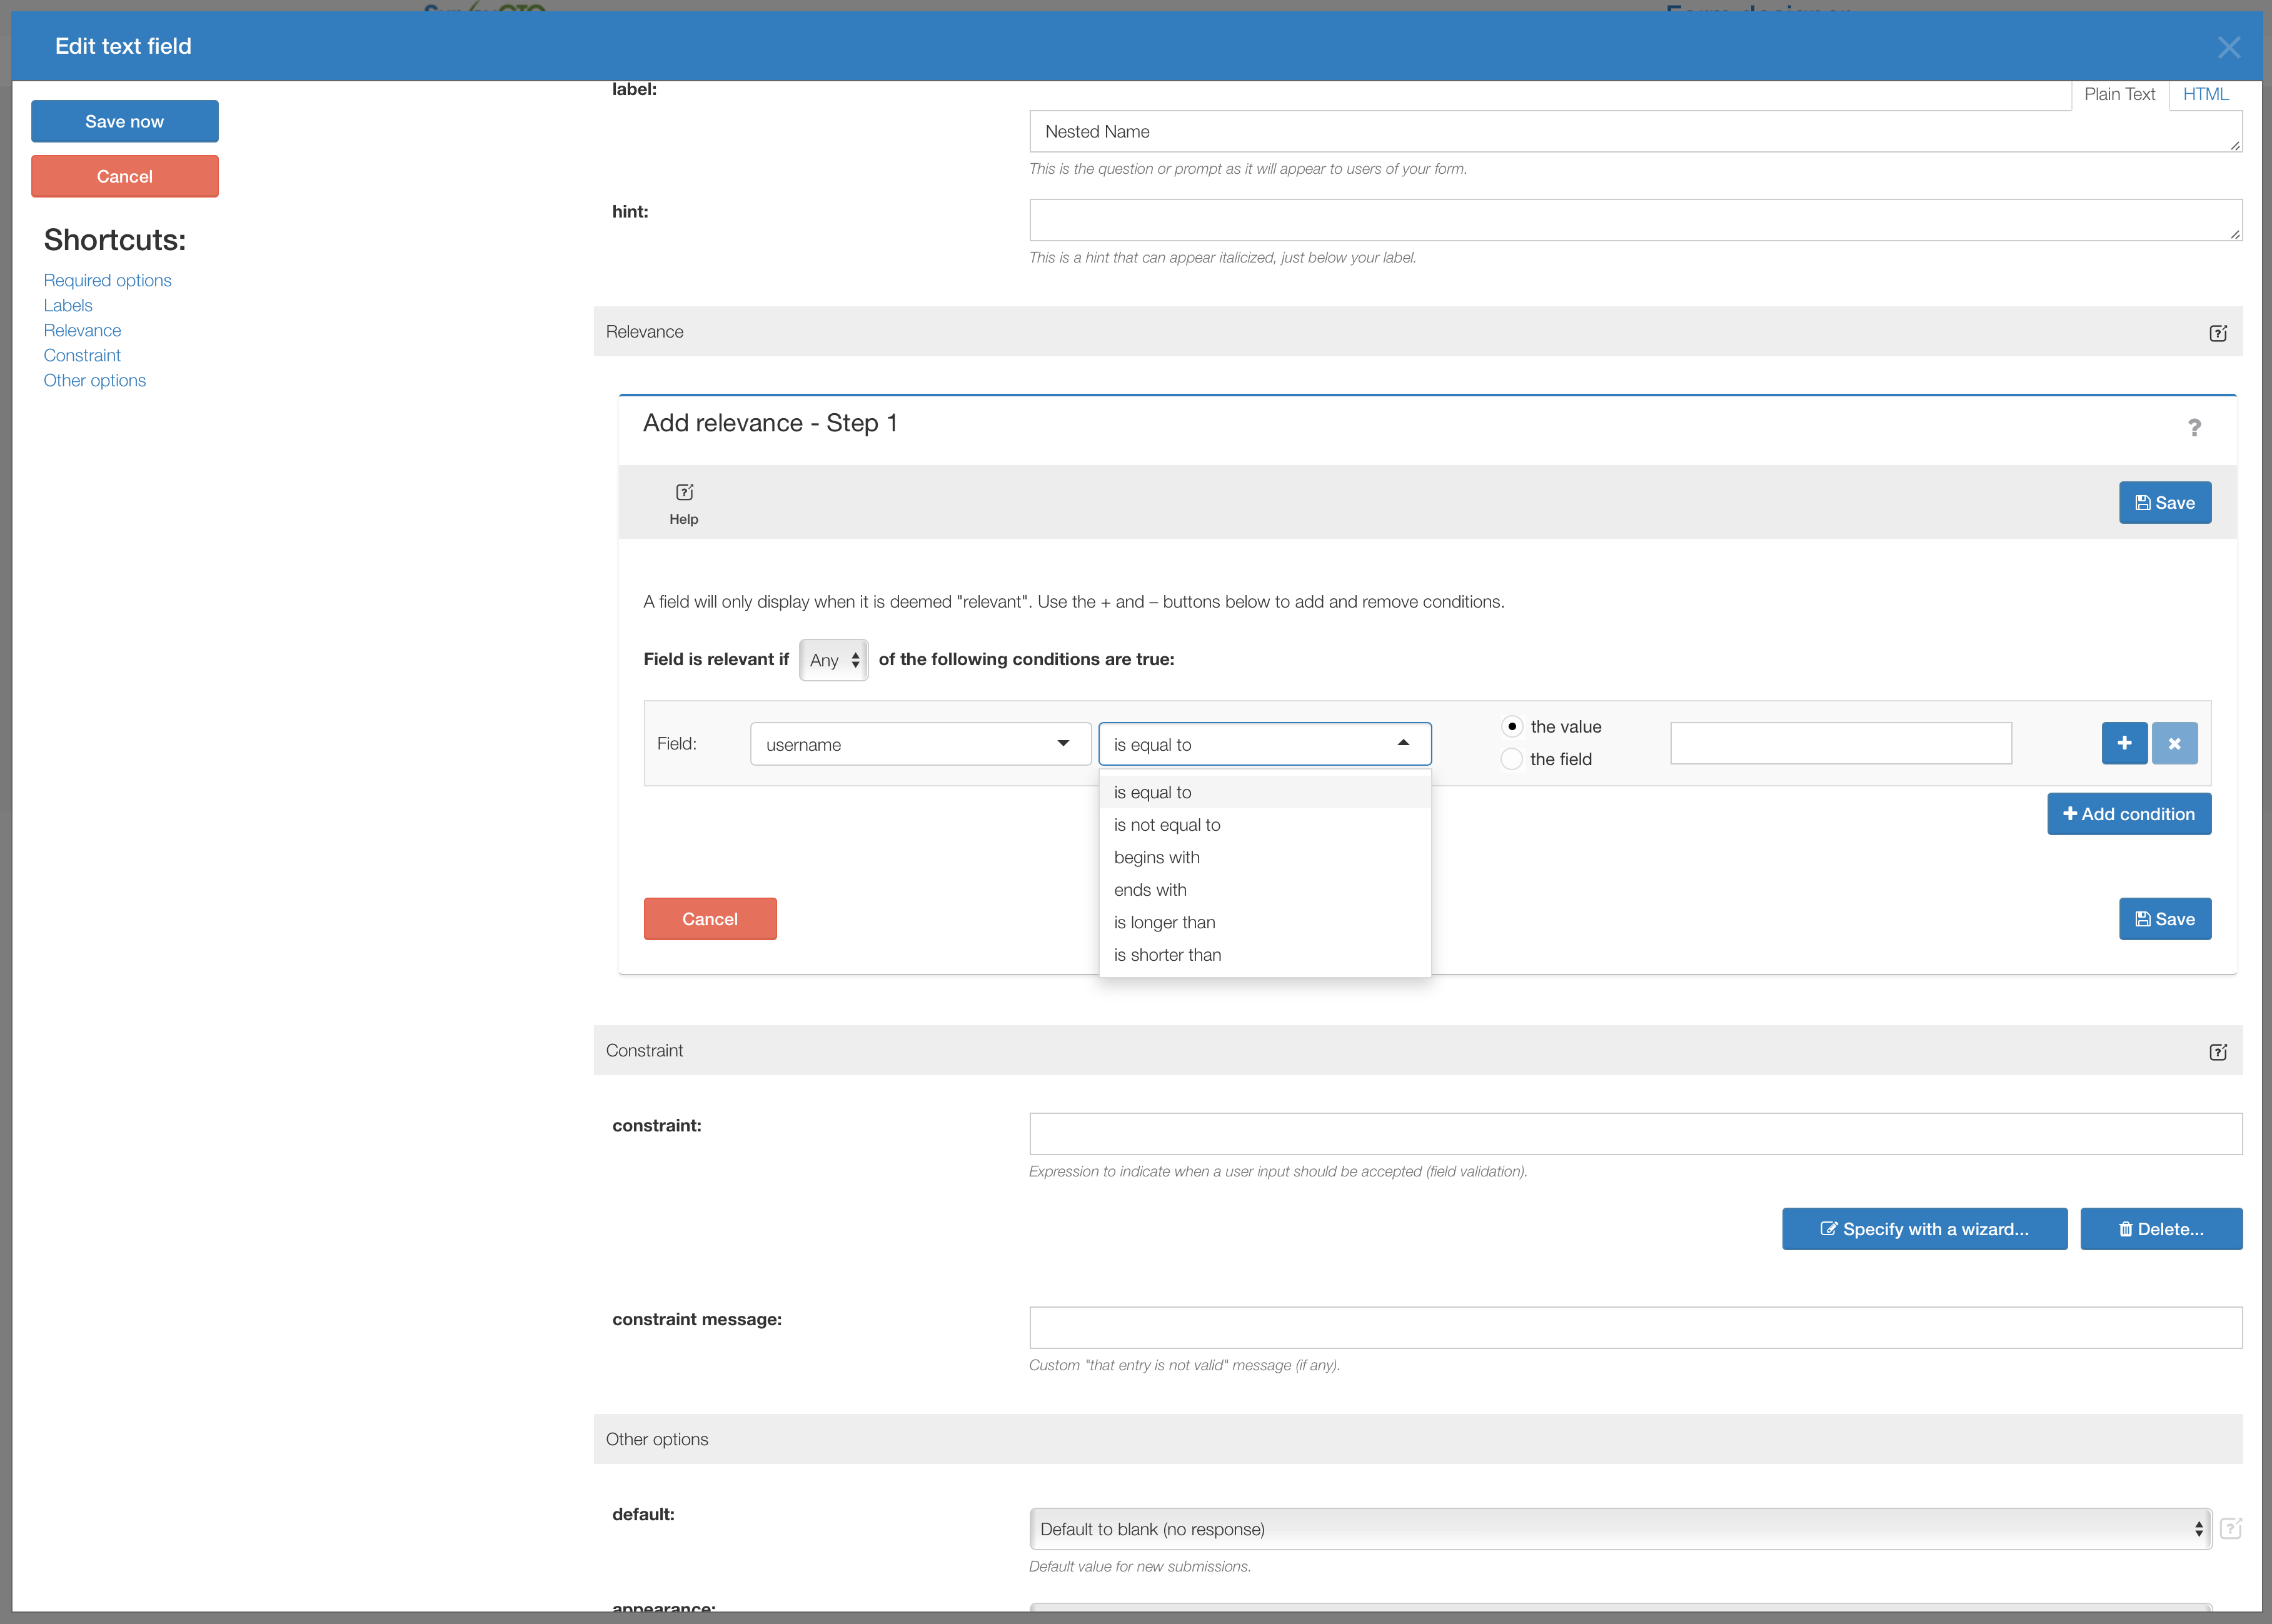 Edit text field
Save now
Cancel
Shortcuts:
Required options
Labels
Relevance
Constraint
Other options
label:
Plain Text HTML
Nested Name
This is the question or prompt as it will appear to users of your form.
hint:
This is a hint that can appear italicized, just below your label.
Relevance
Add relevance - Step 1
?
Help
Save
A field will only display when it is deemed "relevant". Use the + and – buttons below to add and remove conditions.
Field is relevant if Any of the following conditions are true:
Field: username is equal to the value
the field
is equal to
is not equal to
begins with
ends with
is longer than
is shorter than
Add condition
Cancel
Save
Constraint
constraint:
Expression to indicate when a user input should be accepted (field validation).
Specify with a wizard... Delete...
constraint message:
Custom "that entry is not valid" message (if any).
Other options
default:
Default to blank (no response)
Default value for new submissions.
appearance: